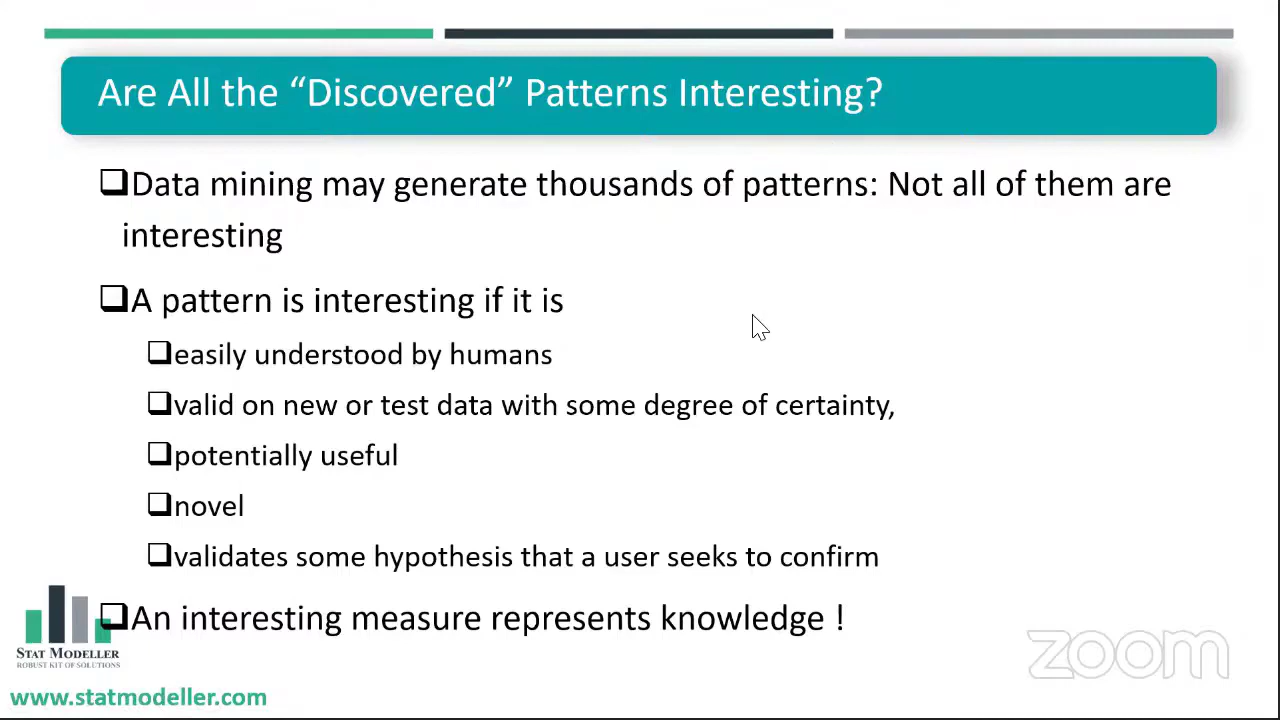 Are All the “Discovered” Patterns Interesting?
❑Data mining may generate thousands of patterns: Not all of them are
interesting
❑A pattern is interesting if it is
❑easily understood by humans
❑valid on new or test data with some degree of certainty,
❑potentially useful
❑novel
❑validates some hypothesis that a user seeks to confirm
❑An interesting measure represents knowledge !
STAT MODELLER
ROBUST KIT OF SOLUTIONS
www.statmodeller.com
zoom